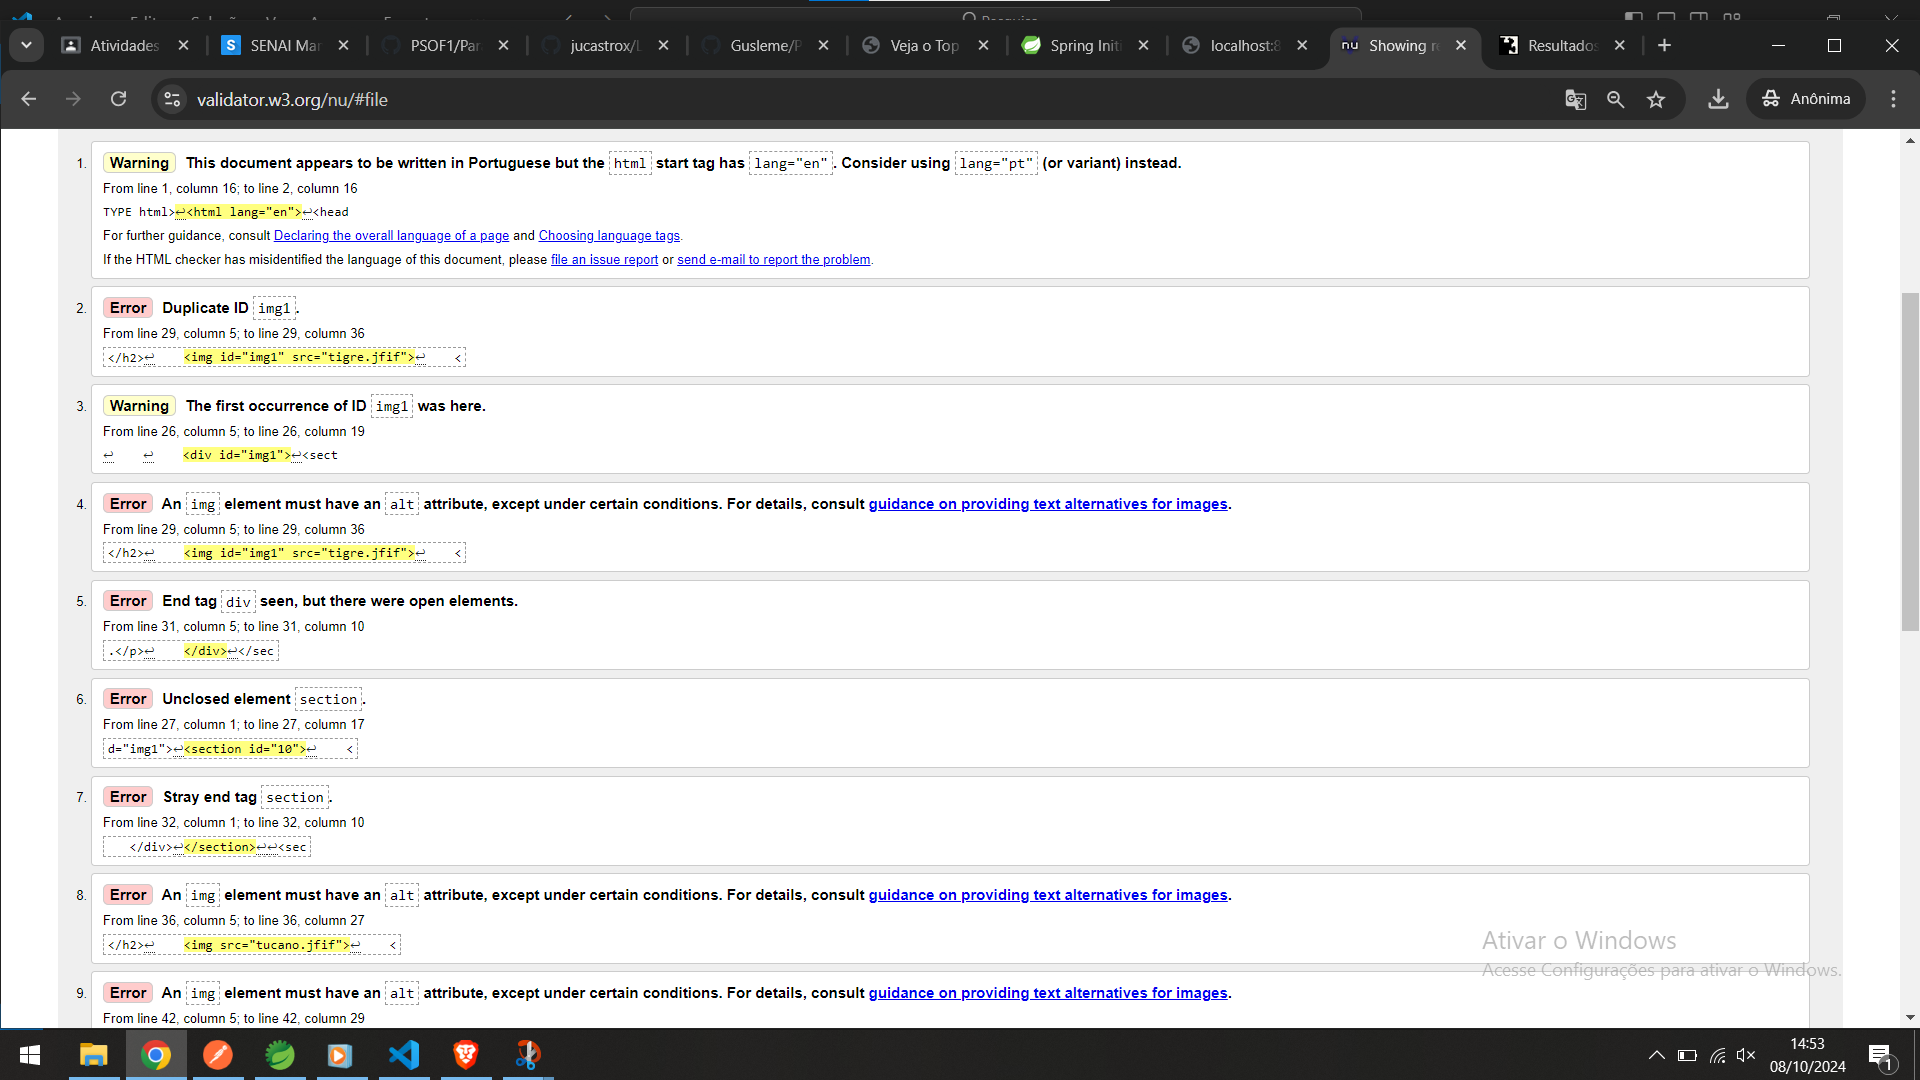 Atividades
SENAI Mar
PSOF1/Par
jucastrox/L
Gusleme/P
Veja o Top
Spring Initi
localhost:8
nu Showing re
Resultados
validator.w3.org/nu/#file
Anônima
1. Warning This document appears to be written in Portuguese but the html start tag has lang="en". Consider using lang="pt" (or variant) instead.
From line 1, column 16; to line 2, column 16
TYPE html>↩<html lang="en">↩<head
For further guidance, consult Declaring the overall language of a page and Choosing language tags.
If the HTML checker has misidentified the language of this document, please file an issue report or send e-mail to report the problem.
2. Error Duplicate ID img1.
From line 29, column 5; to line 29, column 36
</h2>↩ <img id="img1" src="tigre.jfif">↩ <
3. Warning The first occurrence of ID img1 was here.
From line 26, column 5; to line 26, column 19
↩ ↩ <div id="img1">↩<sect
4. Error An img element must have an alt attribute, except under certain conditions. For details, consult guidance on providing text alternatives for images.
From line 29, column 5; to line 29, column 36
</h2>↩ <img id="img1" src="tigre.jfif">↩ <
5. Error End tag div seen, but there were open elements.
From line 31, column 5; to line 31, column 10
.</p>↩ </div>↩</sec
6. Error Unclosed element section.
From line 27, column 1; to line 27, column 17
d="img1">↩<section id="10">↩ <
7. Error Stray end tag section.
From line 32, column 1; to line 32, column 10
</div>↩</section>↩↩<sec
8. Error An img element must have an alt attribute, except under certain conditions. For details, consult guidance on providing text alternatives for images.
From line 36, column 5; to line 36, column 27
</h2>↩ <img src="tucano.jfif">↩ <
9. Error An img element must have an alt attribute, except under certain conditions. For details, consult guidance on providing text alternatives for images.
From line 42, column 5; to line 42, column 29
Ativar o Windows
Acesse Configurações para ativar o Windows.
14:53
08/10/2024
1